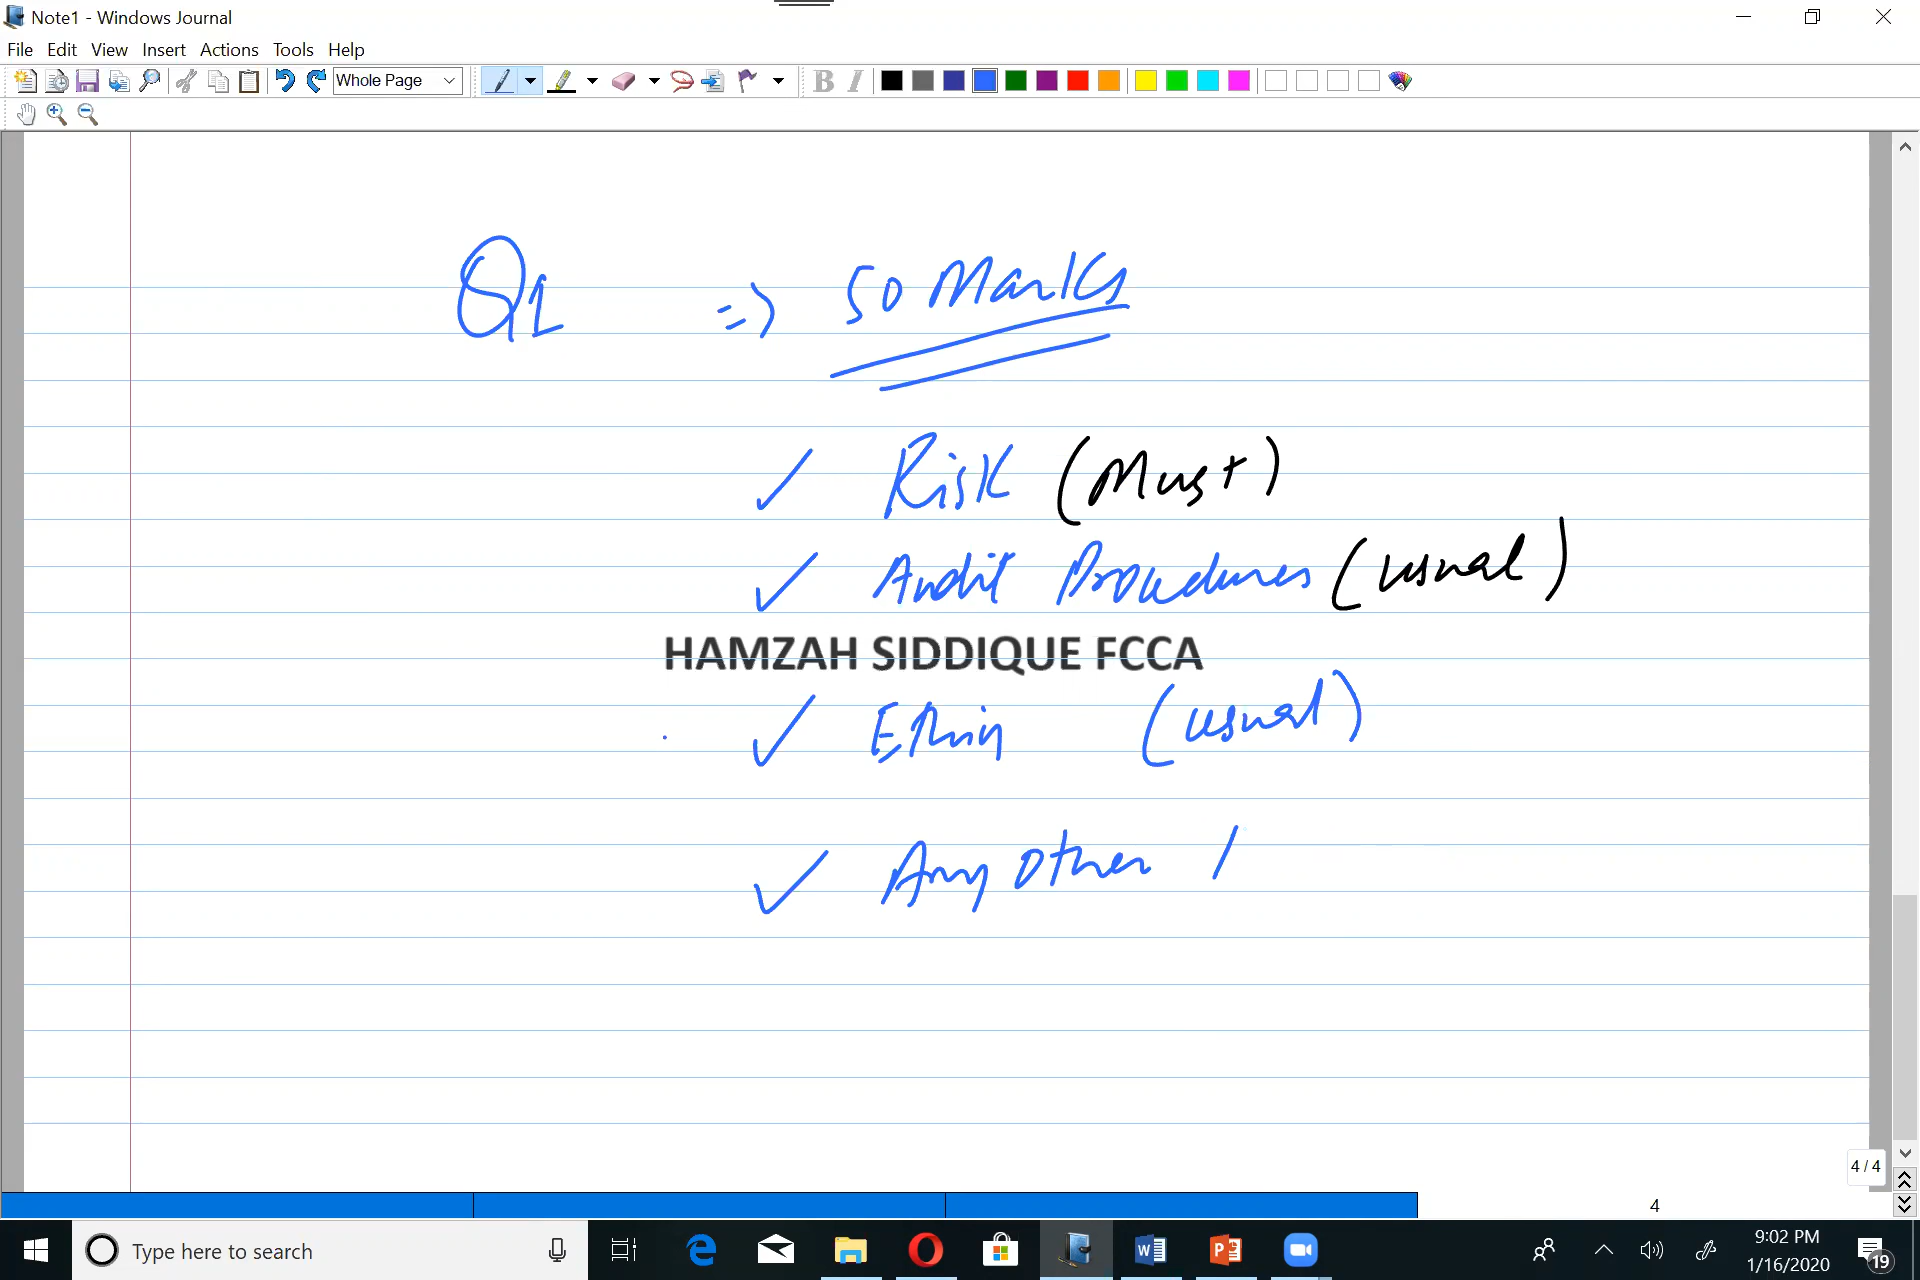 Note1 - Windows Journal
File Edit View Insert Actions Tools Help
Whole Page
B I
Q1 => 50 Marks
✓ Risk (Must)
✓ Audit Procedures (usual)
HAMZAH SIDDIQUE FCCA
✓ Ethics (usual)
✓ Any other
4 / 4
4
Type here to search
9:02 PM
1/16/2020
19